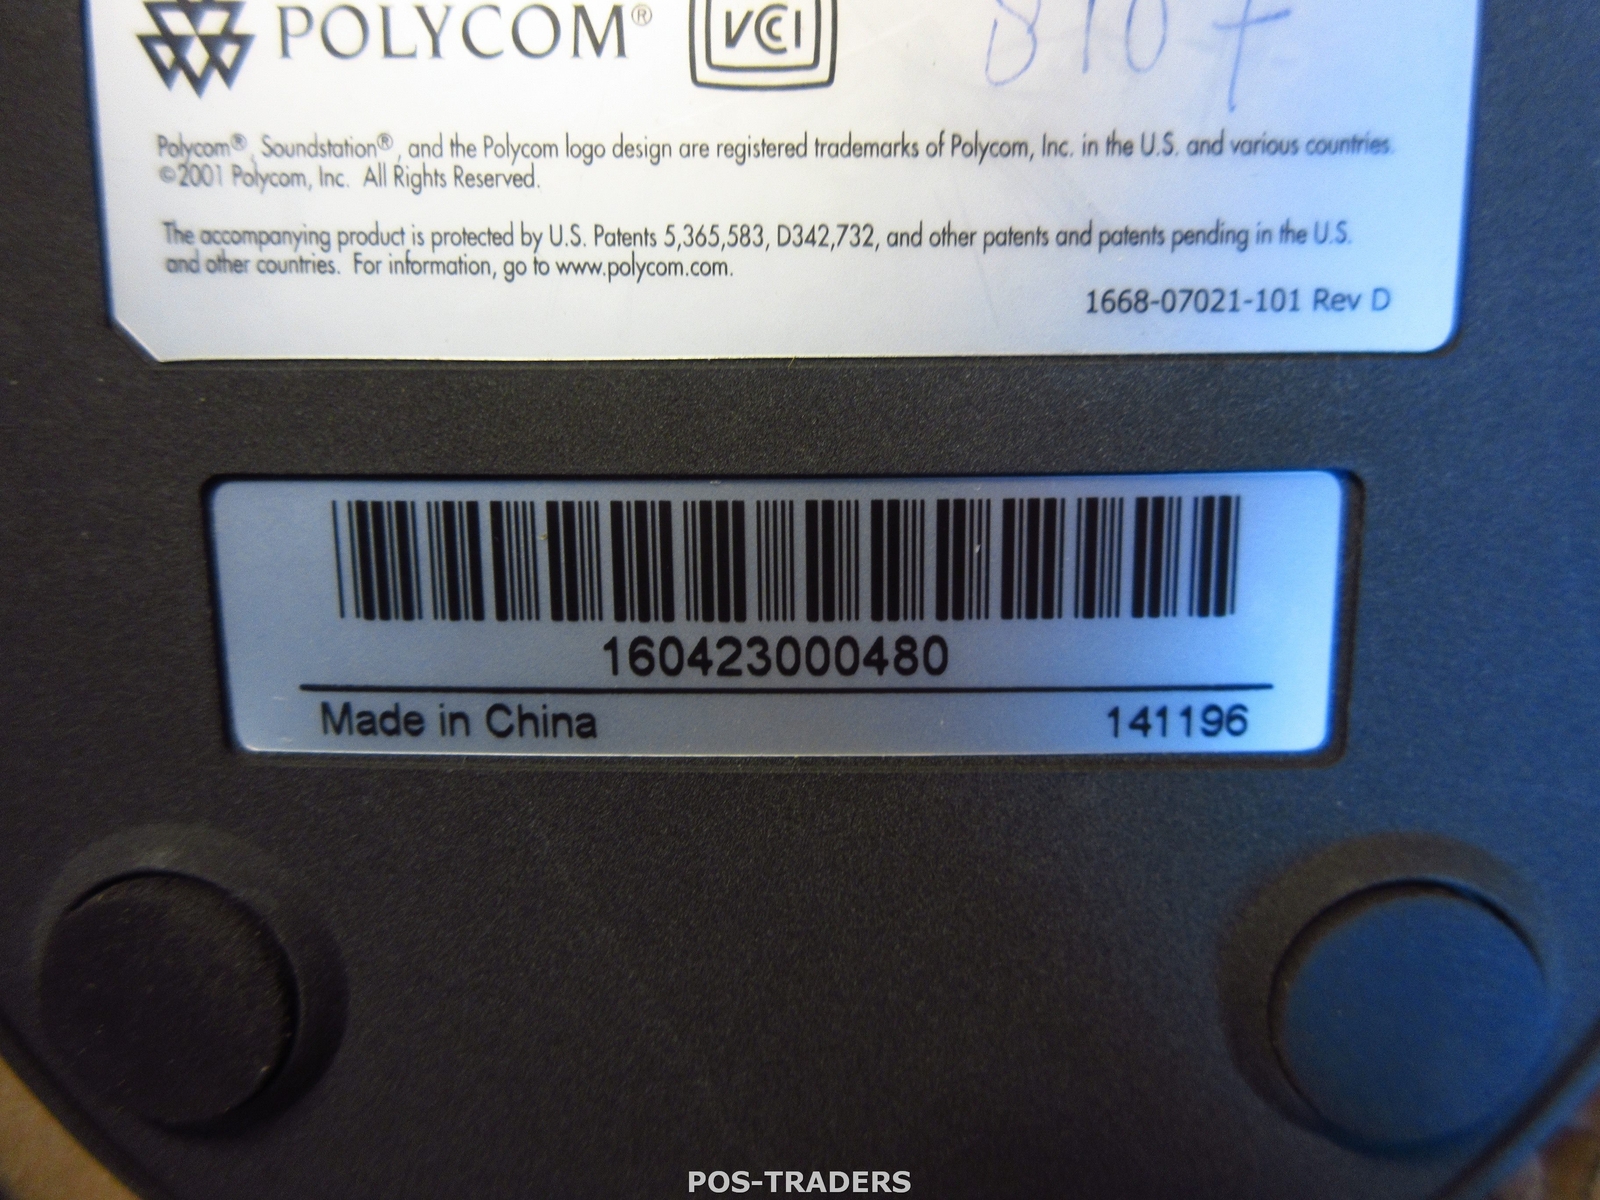 POLYCOM® VCCI 8107
Polycom®, Soundstation®, and the Polycom logo design are registered trademarks of Polycom, Inc. in the U.S. and various countries.
©2001 Polycom, Inc. All Rights Reserved.
The accompanying product is protected by U.S. Patents 5,365,583, D342,732, and other patents and patents pending in the U.S.
and other countries. For information, go to www.polycom.com.
1668-07021-101 Rev D
160423000480
Made in China 141196
POS-TRADERS